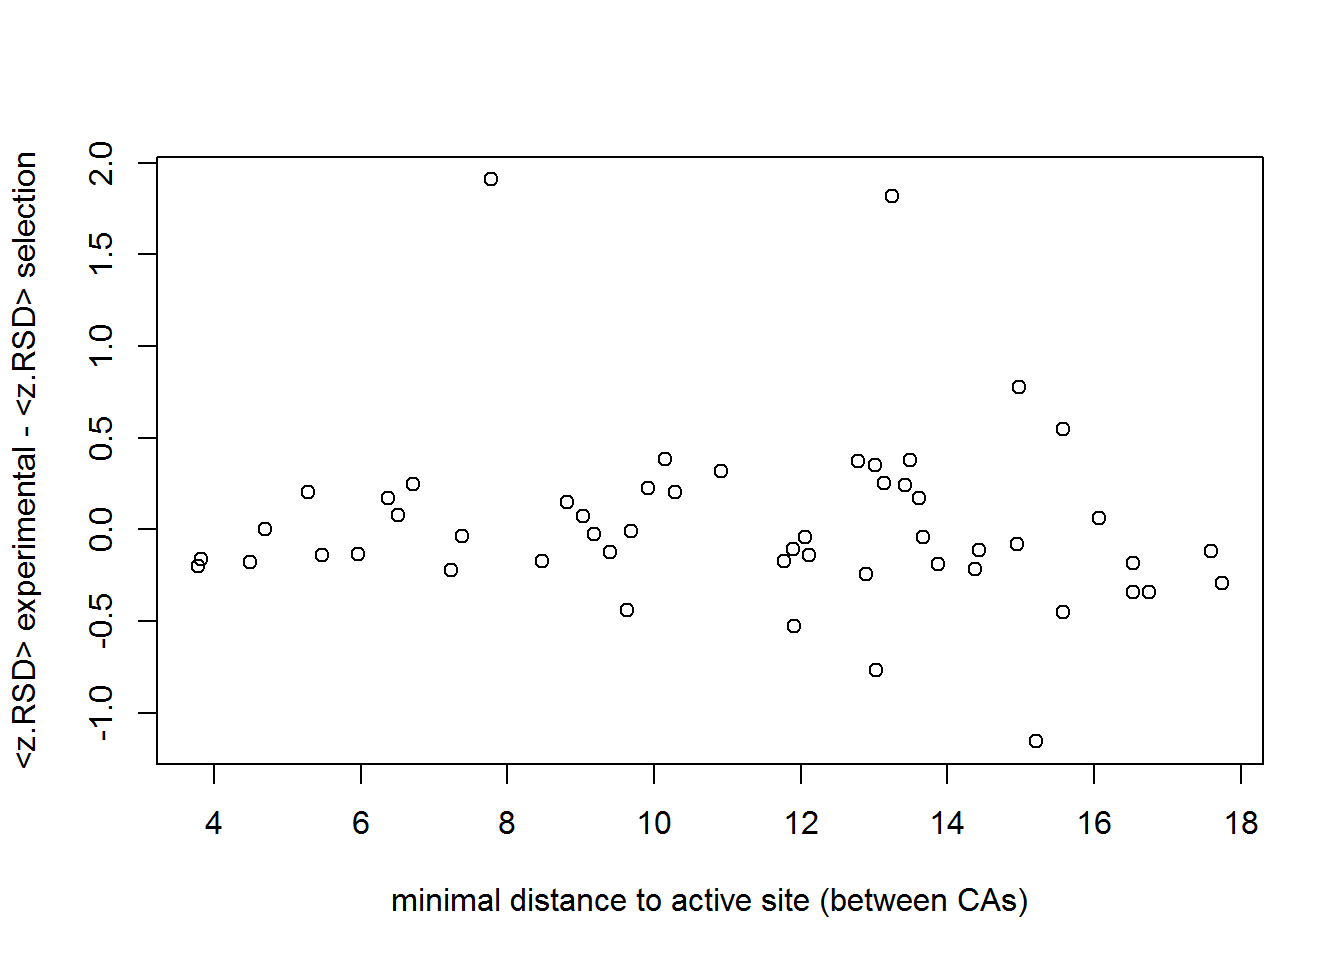 <z.RSD> experimental - <z.RSD> selection
2.0
1.5
1.0
0.5
0.0
-0.5
-1.0
4 6 8 10 12 14 16 18
minimal distance to active site (between CAs)